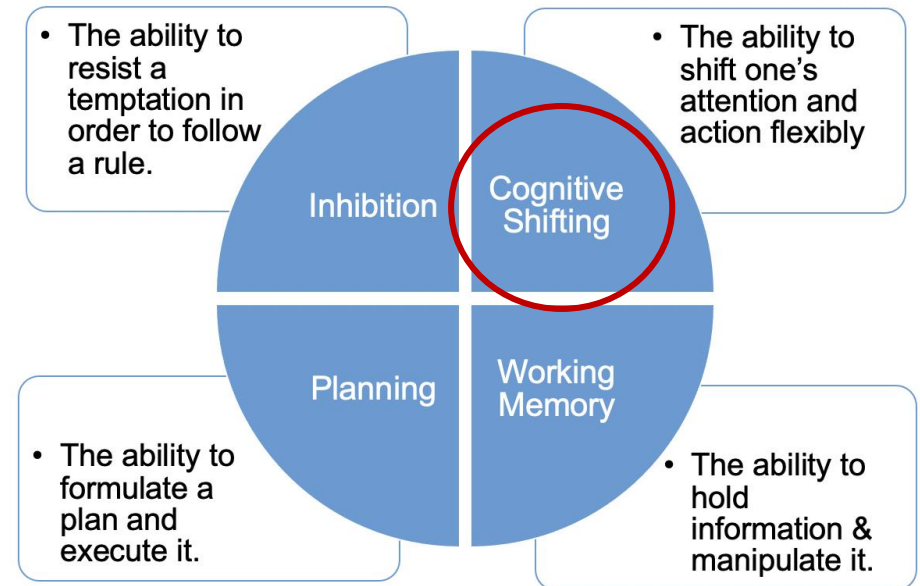 • The ability to
resist a
temptation in
order to follow
a rule.
• The ability to
shift one’s
attention and
action flexibly
Inhibition
Cognitive
Shifting
Planning
Working
Memory
• The ability to
formulate a
plan and
execute it.
• The ability to
hold
information &
manipulate it.